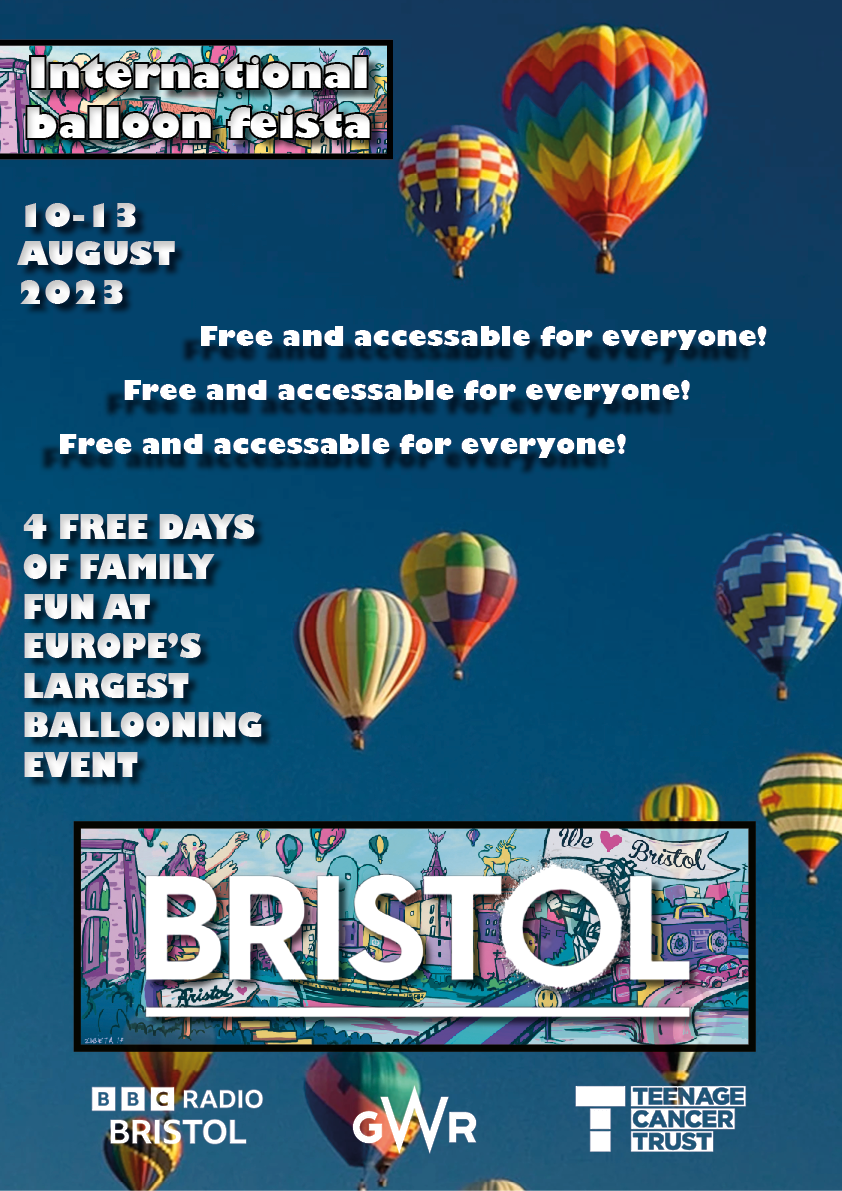 International
balloon feista
10-13
AUGUST
2023
Free and accessable for everyone!
Free and accessable for everyone!
Free and accessable for everyone!
4 FREE DAYS
OF FAMILY
FUN AT
EUROPE'S
LARGEST
BALLOONING
EVENT
We
Bristol
BRISTOL
Bristol
BBC RADIO
BRISTOL
GWR
TEENAGE
CANCER
TRUST